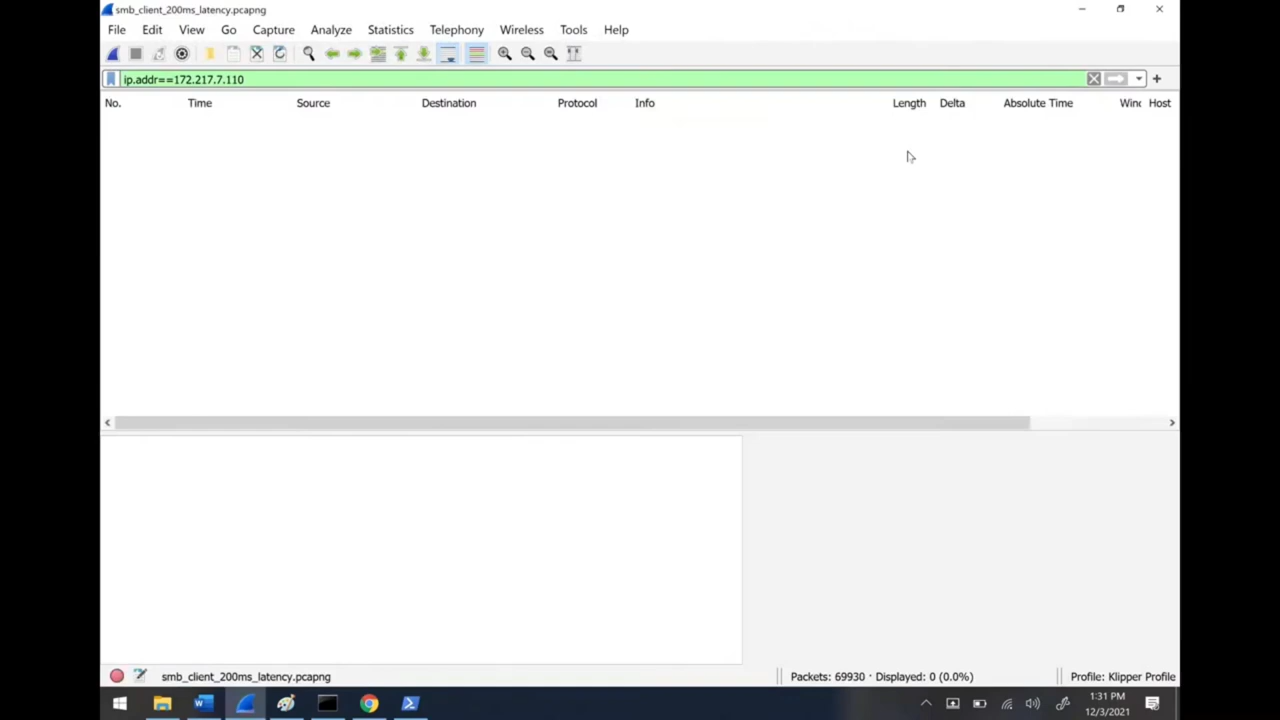 smb_client_200ms_latency.pcapng
File Edit View Go Capture Analyze Statistics Telephony Wireless Tools Help
ip.addr==172.217.7.110
No. Time Source Destination Protocol Info Length Delta Absolute Time Winc Host
smb_client_200ms_latency.pcapng Packets: 69930 · Displayed: 0 (0.0%) Profile: Klipper Profile
1:31 PM
12/3/2021